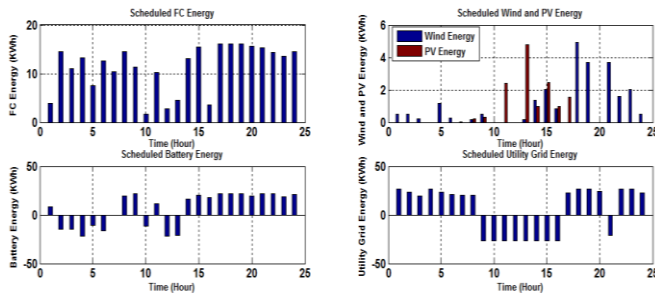 Scheduled FC Energy
FC Energy (KWh)
20
10
0
0 5 10 15 20 25
Time (Hour)
Scheduled Wind and PV Energy
Wind and PV Energy (KWh)
6
4
2
0
Wind Energy
PV Energy
0 5 10 15 20 25
Time (Hour)
Scheduled Battery Energy
Battery Energy (KWh)
50
0
-50
0 5 10 15 20 25
Time (Hour)
Scheduled Utility Grid Energy
Utility Grid Energy (KWh)
50
0
-50
0 5 10 15 20 25
Time (Hour)